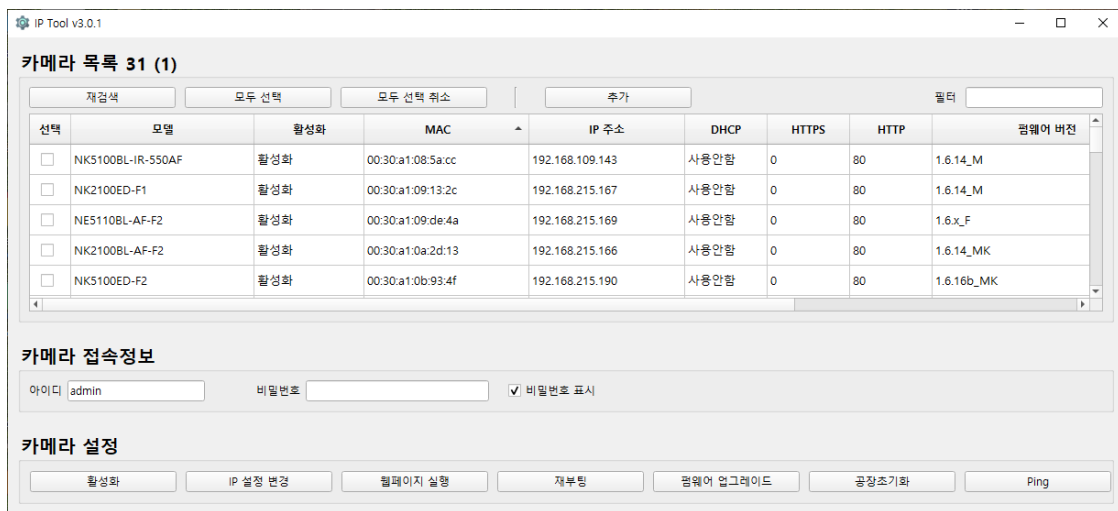 IP Tool v3.0.1
카메라 목록 31 (1)
재검색 모두 선택 모두 선택 취소 추가 필터
선택 모델 활성화 MAC IP 주소 DHCP HTTPS HTTP 펌웨어 버전
NK5100BL-IR-550AF 활성화 00:30:a1:08:5a:cc 192.168.109.143 사용안함 0 80 1.6.14_M
NK2100ED-F1 활성화 00:30:a1:09:13:2c 192.168.215.167 사용안함 0 80 1.6.14_M
NE5110BL-AF-F2 활성화 00:30:a1:09:de:4a 192.168.215.169 사용안함 0 80 1.6.x_F
NK2100BL-AF-F2 활성화 00:30:a1:0a:2d:13 192.168.215.166 사용안함 0 80 1.6.14_MK
NK5100ED-F2 활성화 00:30:a1:0b:93:4f 192.168.215.190 사용안함 0 80 1.6.16b_MK
카메라 접속정보
아이디 admin 비밀번호 비밀번호 표시
카메라 설정
활성화 IP 설정 변경 웹페이지 실행 재부팅 펌웨어 업그레이드 공장초기화 Ping